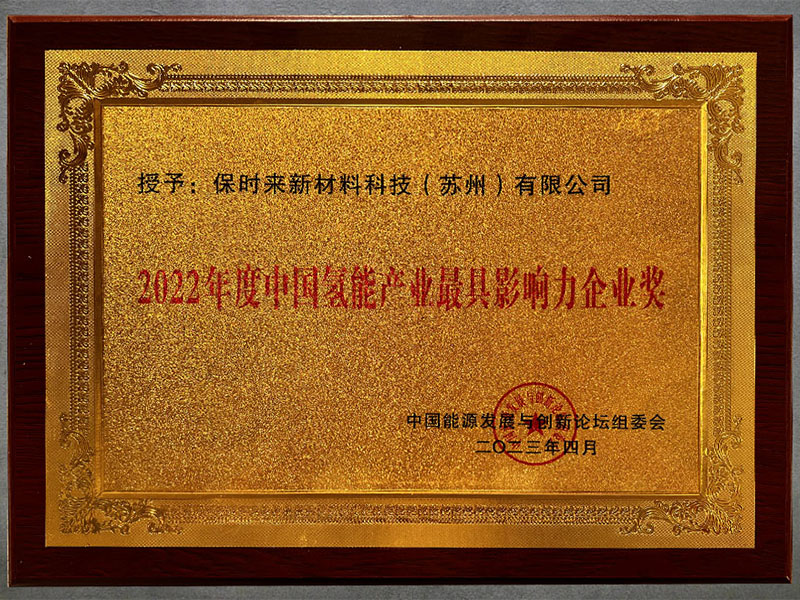 授予：保时来新材料科技（苏州）有限公司
2022年度中国氢能产业最具影响力企业奖
中国能源发展与创新论坛组委会
二〇二三年四月